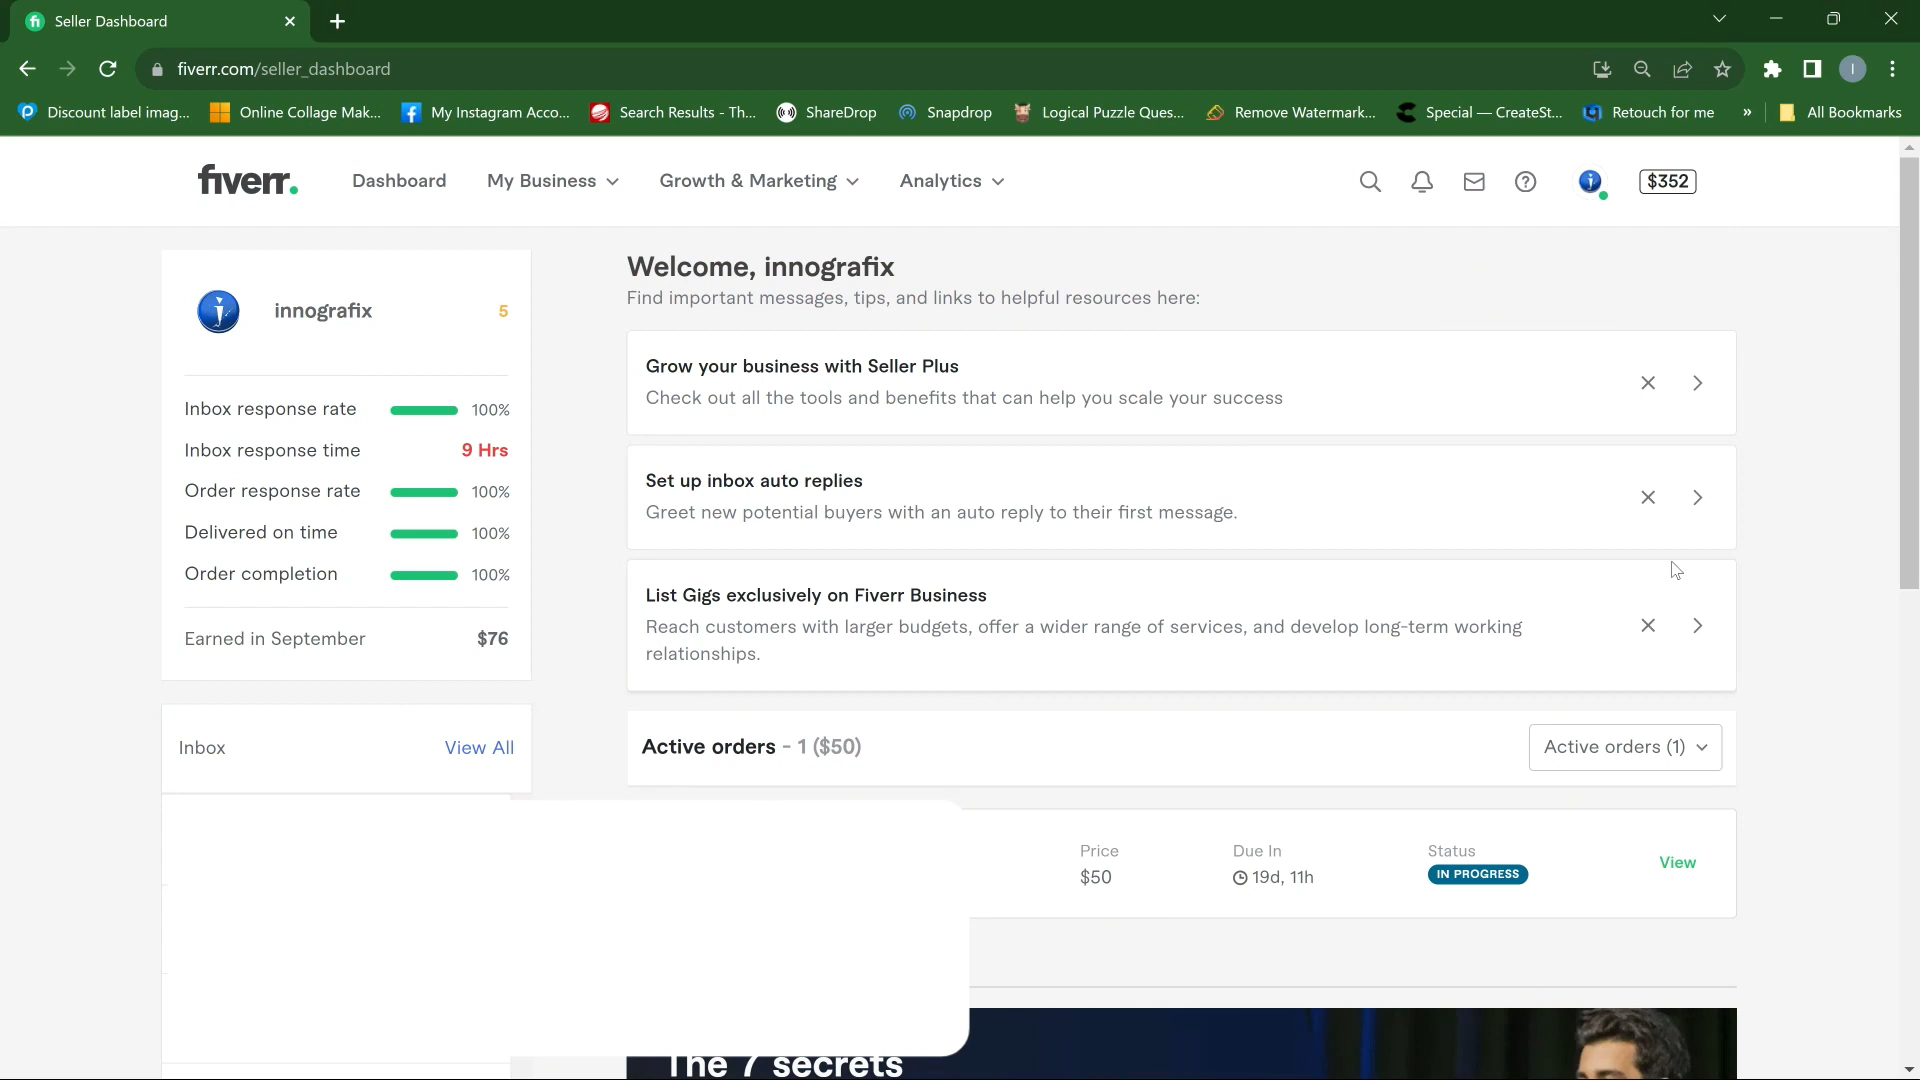 Seller Dashboard
fiverr.com/seller_dashboard
Discount label imag... Online Collage Mak... My Instagram Acco... Search Results - Th... ShareDrop Snapdrop Logical Puzzle Ques... Remove Watermark... Special — CreateSt... Retouch for me » All Bookmarks
fiverr. Dashboard My Business Growth & Marketing Analytics $352
innografix 5
Inbox response rate 100%
Inbox response time 9 Hrs
Order response rate 100%
Delivered on time 100%
Order completion 100%
Earned in September $76
Inbox View All
Welcome, innografix
Find important messages, tips, and links to helpful resources here:
Grow your business with Seller Plus
Check out all the tools and benefits that can help you scale your success
Set up inbox auto replies
Greet new potential buyers with an auto reply to their first message.
List Gigs exclusively on Fiverr Business
Reach customers with larger budgets, offer a wider range of services, and develop long-term working
relationships.
Active orders - 1 ($50) Active orders (1)
Price Due In Status
$50 19d, 11h IN PROGRESS View
The 7 secrets